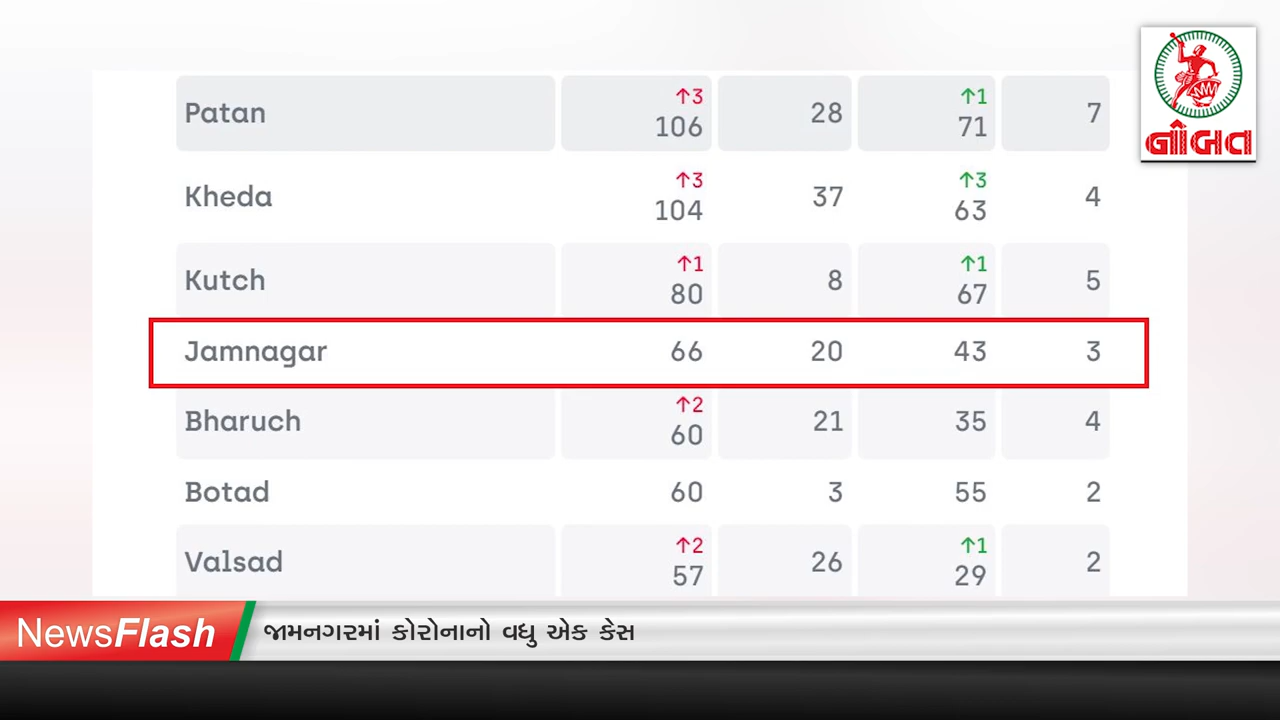 ↑3 ↑1
Patan 106 28 71 7
↑3 ↑3
Kheda 104 37 63 4
↑1 ↑1
Kutch 80 8 67 5
Jamnagar 66 20 43 3
↑2
Bharuch 60 21 35 4
Botad 60 3 55 2
↑2 ↑1
Valsad 57 26 29 2
NewsFlash જામનગરમાં કોરોનાનો વધુ એક કેસ
NW
નોબત